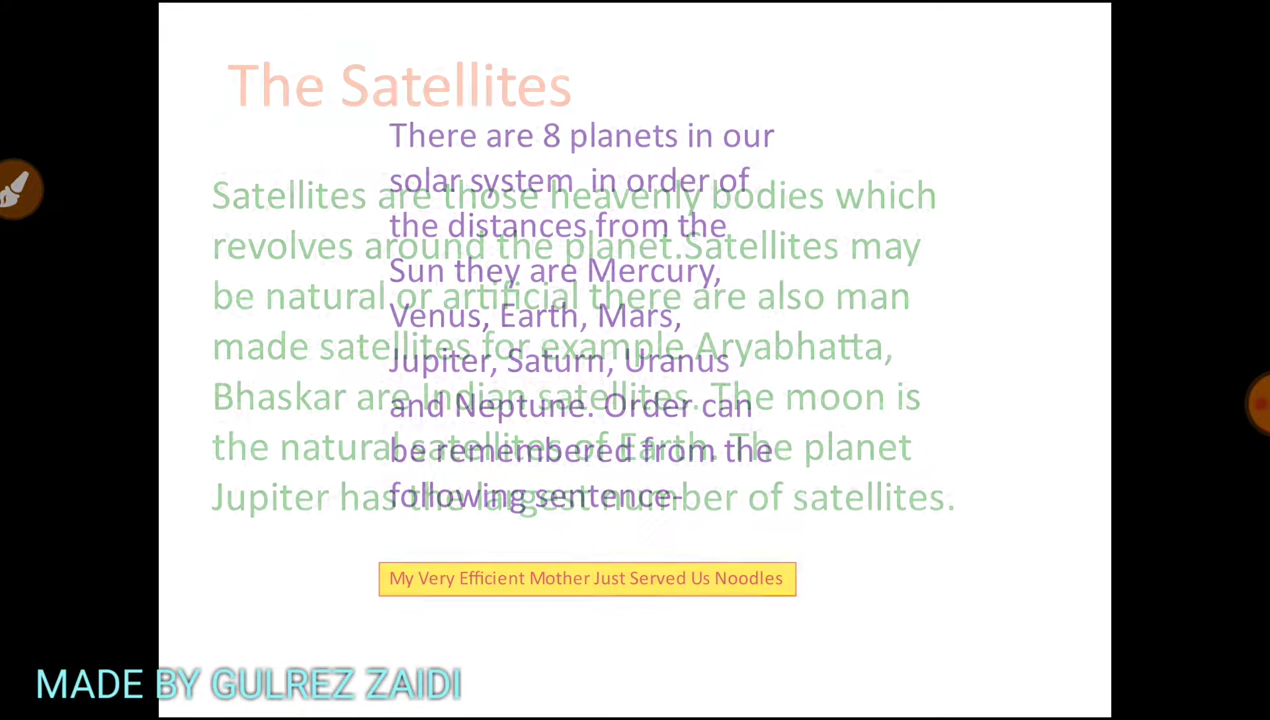 The Satellites
There are 8 planets in our
solar system in order of
the distances from the
Sun they are Mercury,
Venus, Earth, Mars,
Jupiter, Saturn, Uranus
and Neptune. Order can
be remembered from the
following sentence-
Satellites are those heavenly bodies which
revolves around the planet.Satellites may
be natural or artificial there are also man
made satellites for example Aryabhatta,
Bhaskar are Indian satellites. The moon is
the natural satellites of Earth. The planet
Jupiter has the largest number of satellites.
My Very Efficient Mother Just Served Us Noodles
MADE BY GULREZ ZAIDI